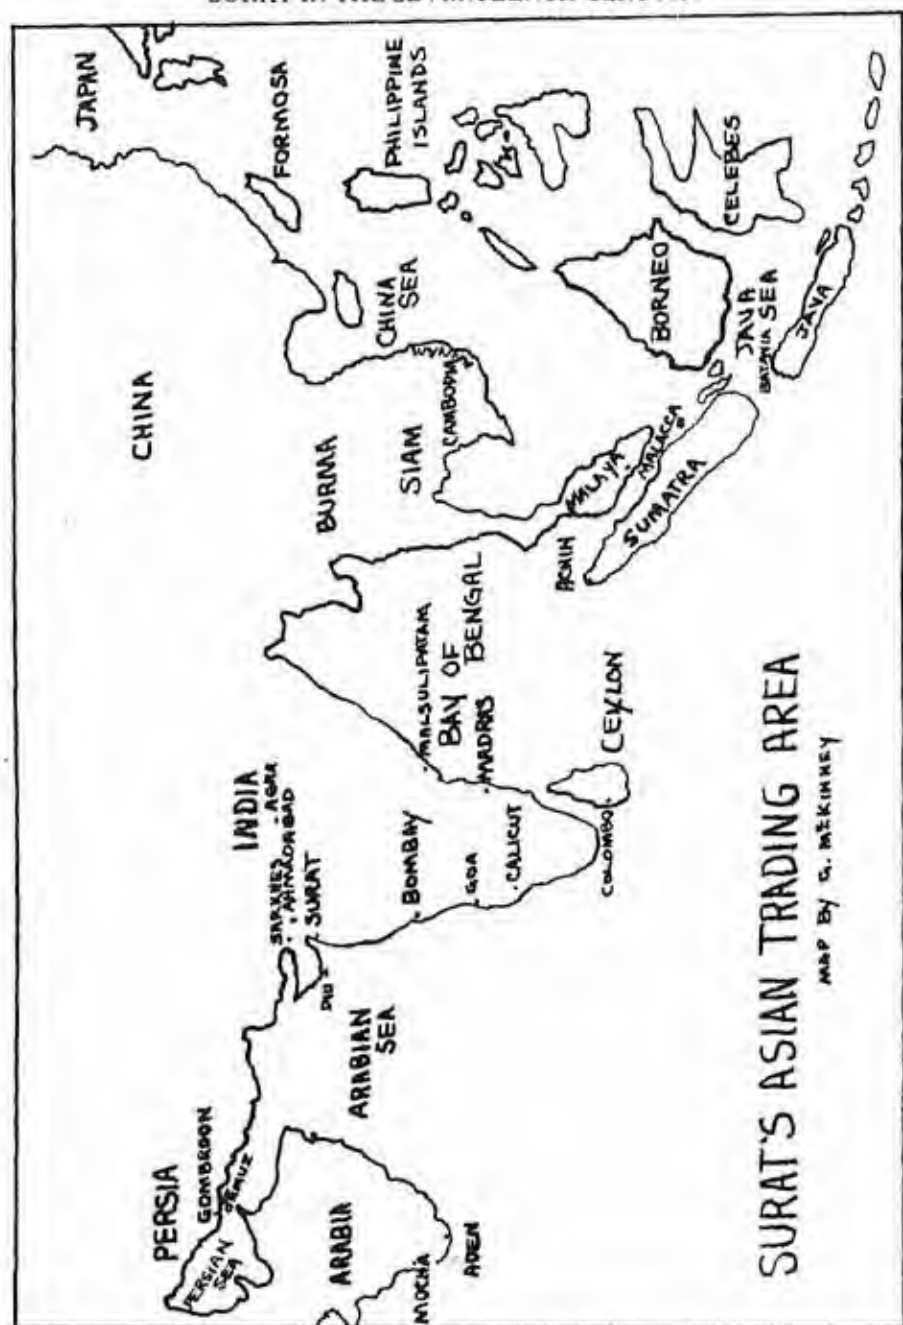 JAPAN
CHINA
FORMOSA
PHILIPPINE
ISLANDS
CHINA
SEA
BURMA
SIAM
CAMBODIA
BORNEO
CELEBES
JAVA
SEA
BATAVIA
JAVA
MALAYA
MALACCA
SUMATRA
ACHIN
INDIA
AGRA
AHMADABAD
SURAT
DIU
BOMBAY
GOA
CALICUT
MALSULIPATAM
BAY OF
BENGAL
MADRAS
CEYLON
COLOMBO
PERSIA
GOMBROON
PERSIAN
SEA
ARABIAN
SEA
ARABIA
MOCHA
ADEN
SURAT'S ASIAN TRADING AREA
MAP BY G. McKINNEY